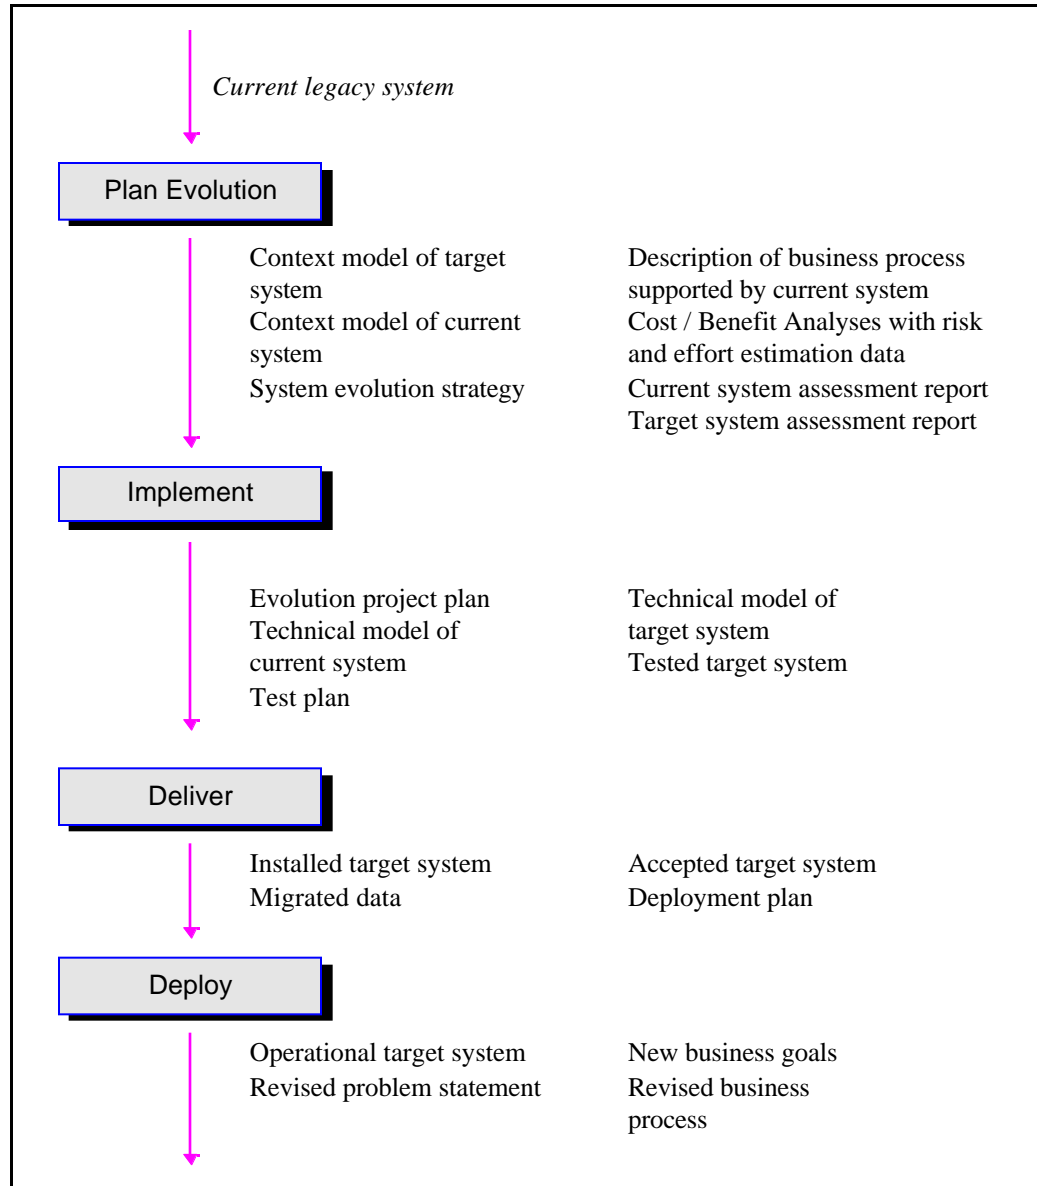 Current legacy system
Plan Evolution
Context model of target
system
Context model of current
system
System evolution strategy
Description of business process
supported by current system
Cost / Benefit Analyses with risk
and effort estimation data
Current system assessment report
Target system assessment report
Implement
Evolution project plan
Technical model of
current system
Test plan
Technical model of
target system
Tested target system
Deliver
Installed target system
Migrated data
Accepted target system
Deployment plan
Deploy
Operational target system
Revised problem statement
New business goals
Revised business
process